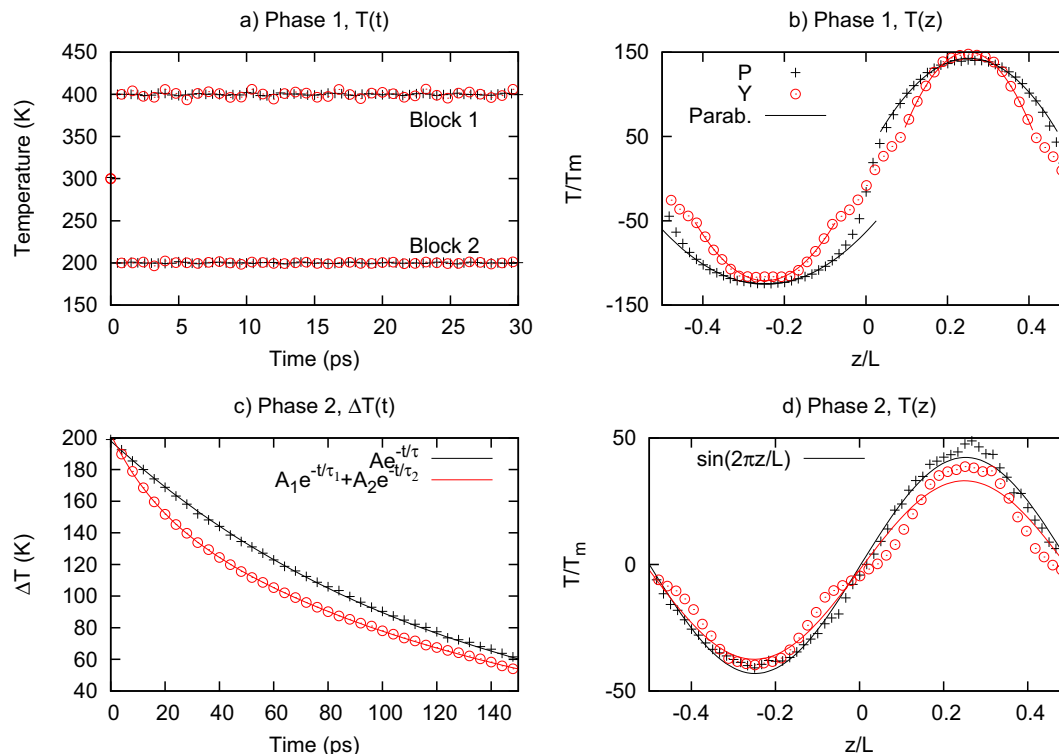 a) Phase 1, T(t)
450
400
350
300
250
200
150
Temperature (K)
Block 1
Block 2
0 5 10 15 20 25 30
Time (ps)
b) Phase 1, T(z)
150
50
-50
-150
T/Tm
P
Y
Parab.
-0.4 -0.2 0 0.2 0.4
z/L
c) Phase 2, ΔT(t)
200
180
160
140
120
100
80
60
40
ΔT (K)
Ae^{-t/τ}
A₁e^{-t/τ₁}+A₂e^{-t/τ₂}
0 20 40 60 80 100 120 140
Time (ps)
d) Phase 2, T(z)
50
0
-50
T/Tₘ
sin(2πz/L)
-0.4 -0.2 0 0.2 0.4
z/L